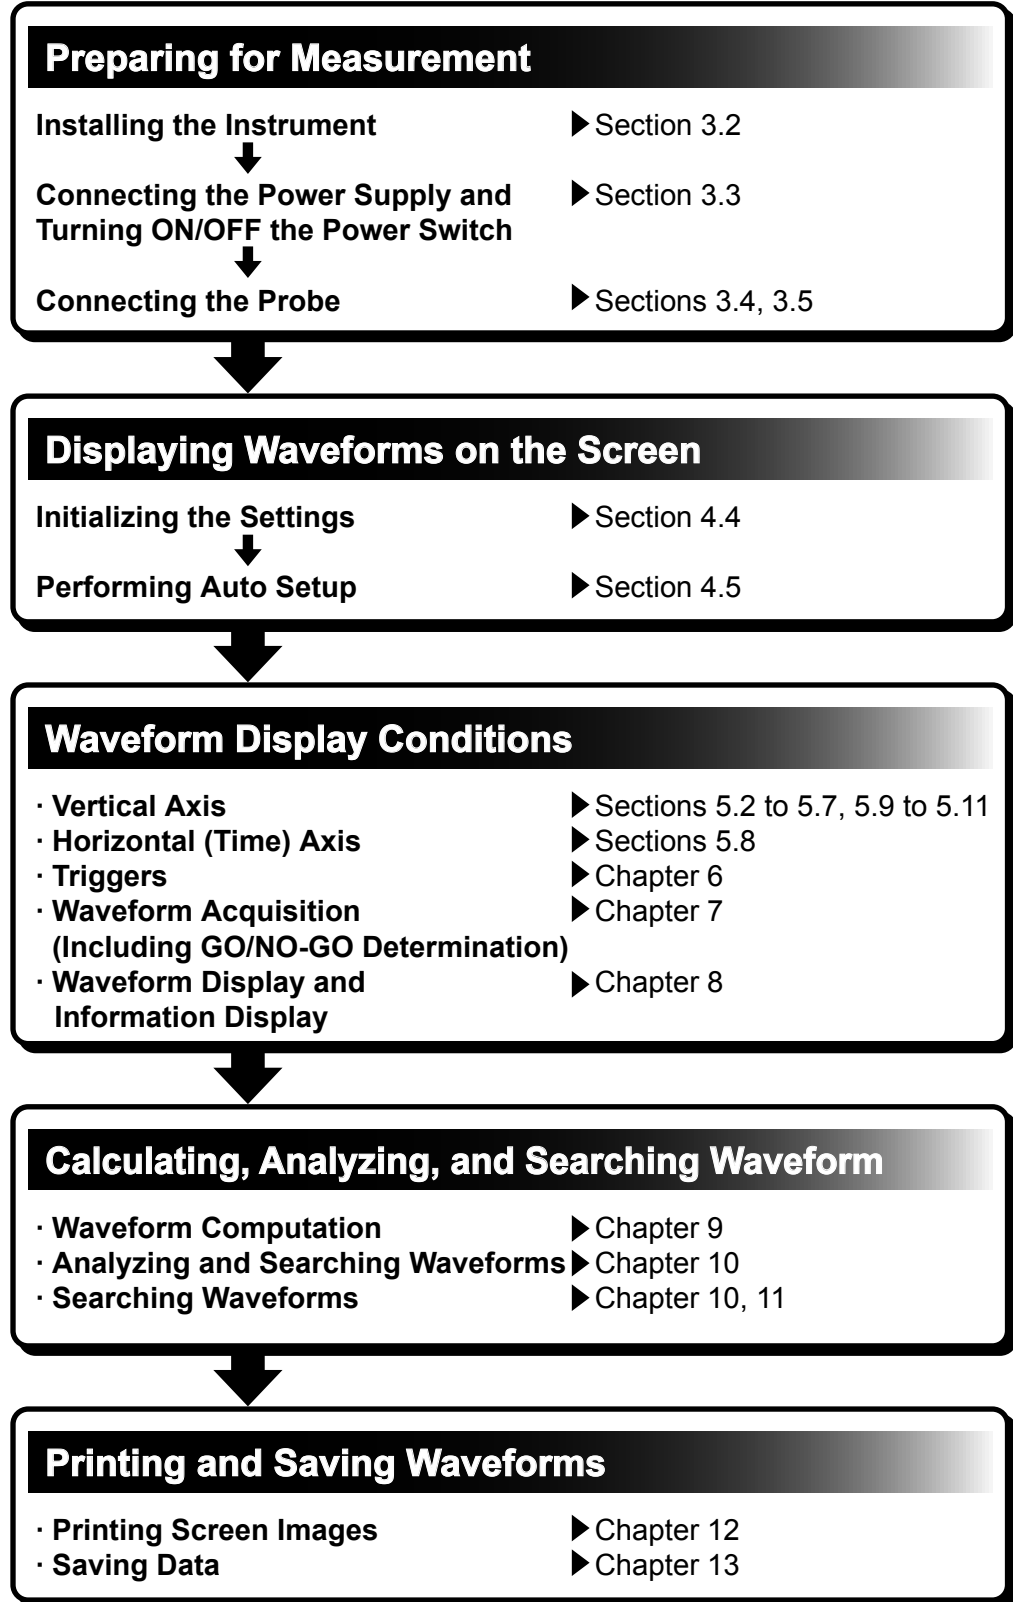 Preparing for Measurement
Installing the Instrument ▶ Section 3.2
Connecting the Power Supply and ▶ Section 3.3
Turning ON/OFF the Power Switch
Connecting the Probe ▶ Sections 3.4, 3.5
Displaying Waveforms on the Screen
Initializing the Settings ▶ Section 4.4
Performing Auto Setup ▶ Section 4.5
Waveform Display Conditions
· Vertical Axis ▶ Sections 5.2 to 5.7, 5.9 to 5.11
· Horizontal (Time) Axis ▶ Sections 5.8
· Triggers ▶ Chapter 6
· Waveform Acquisition ▶ Chapter 7
(Including GO/NO-GO Determination)
· Waveform Display and ▶ Chapter 8
Information Display
Calculating, Analyzing, and Searching Waveform
· Waveform Computation ▶ Chapter 9
· Analyzing and Searching Waveforms ▶ Chapter 10
· Searching Waveforms ▶ Chapter 10, 11
Printing and Saving Waveforms
· Printing Screen Images ▶ Chapter 12
· Saving Data ▶ Chapter 13